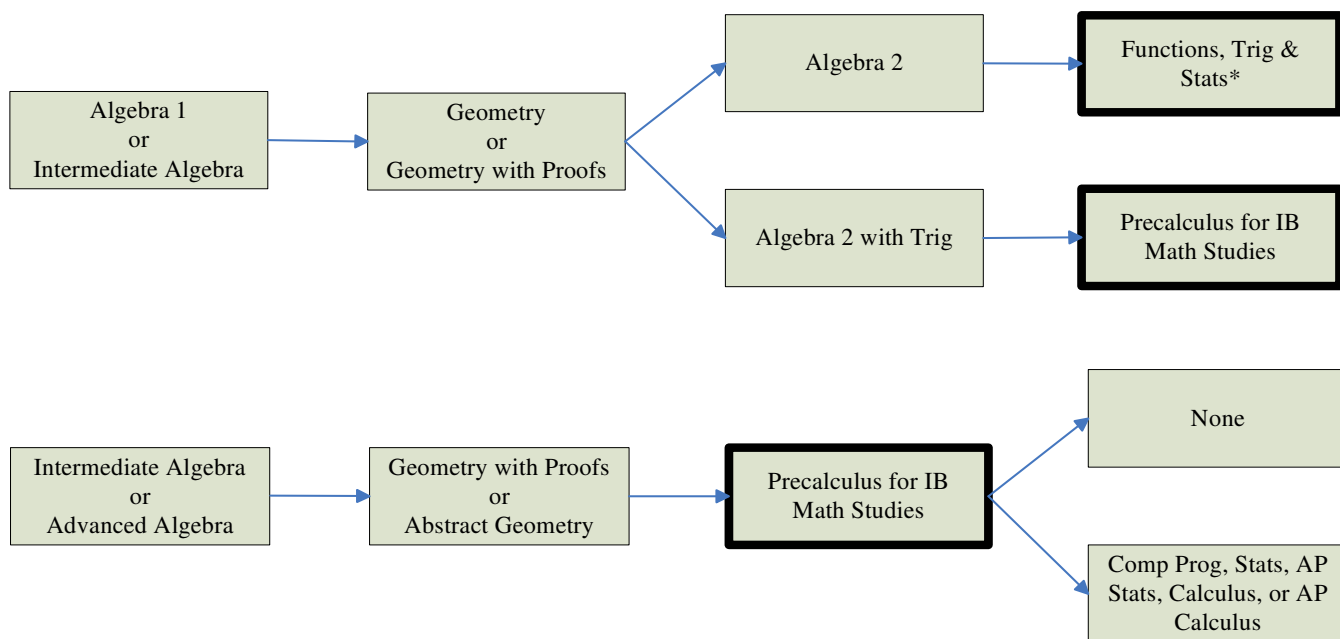 Algebra 1
or
Intermediate Algebra
Geometry
or
Geometry with Proofs
Algebra 2
Functions, Trig &
Stats*
Algebra 2 with Trig
Precalculus for IB
Math Studies
Intermediate Algebra
or
Advanced Algebra
Geometry with Proofs
or
Abstract Geometry
Precalculus for IB
Math Studies
None
Comp Prog, Stats, AP
Stats, Calculus, or AP
Calculus